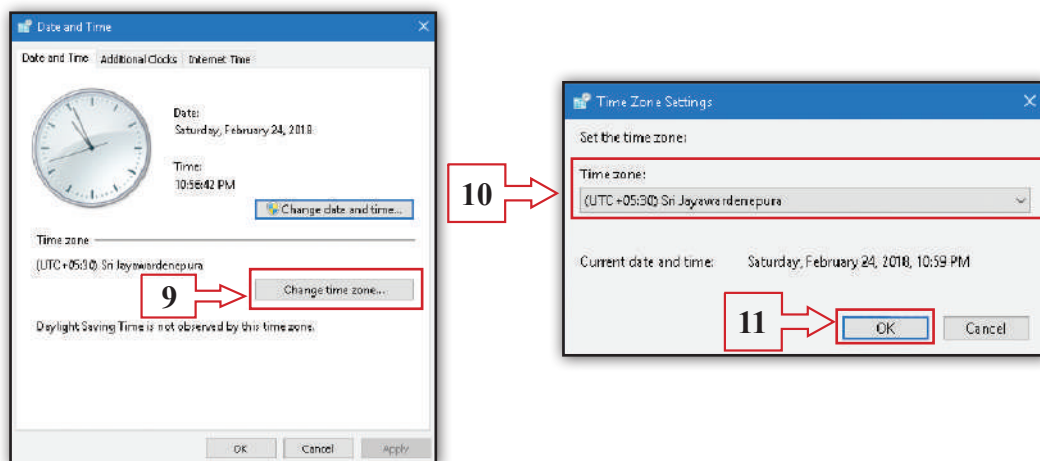 Date and Time
Date and Time Additional Clocks Internet Time
Date:
Saturday, February 24, 2018
Time:
10:56:42 PM
Change date and time...
Time zone
(UTC+05:30) Sri Jayawardenepura
9
Change time zone...
Daylight Saving Time is not observed by this time zone.
OK Cancel Apply
10
Time Zone Settings
Set the time zone:
Time zone:
(UTC+05:30) Sri Jayawardenepura
Current date and time: Saturday, February 24, 2018, 10:59 PM
11
OK Cancel